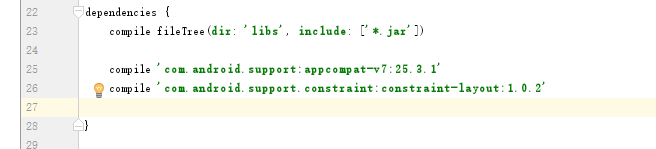 22 dependencies {
23 compile fileTree(dir: 'libs', include: ['*.jar'])
24
25 compile 'com.android.support:appcompat-v7:25.3.1'
26 compile 'com.android.support.constraint:constraint-layout:1.0.2'
27
28 }
29